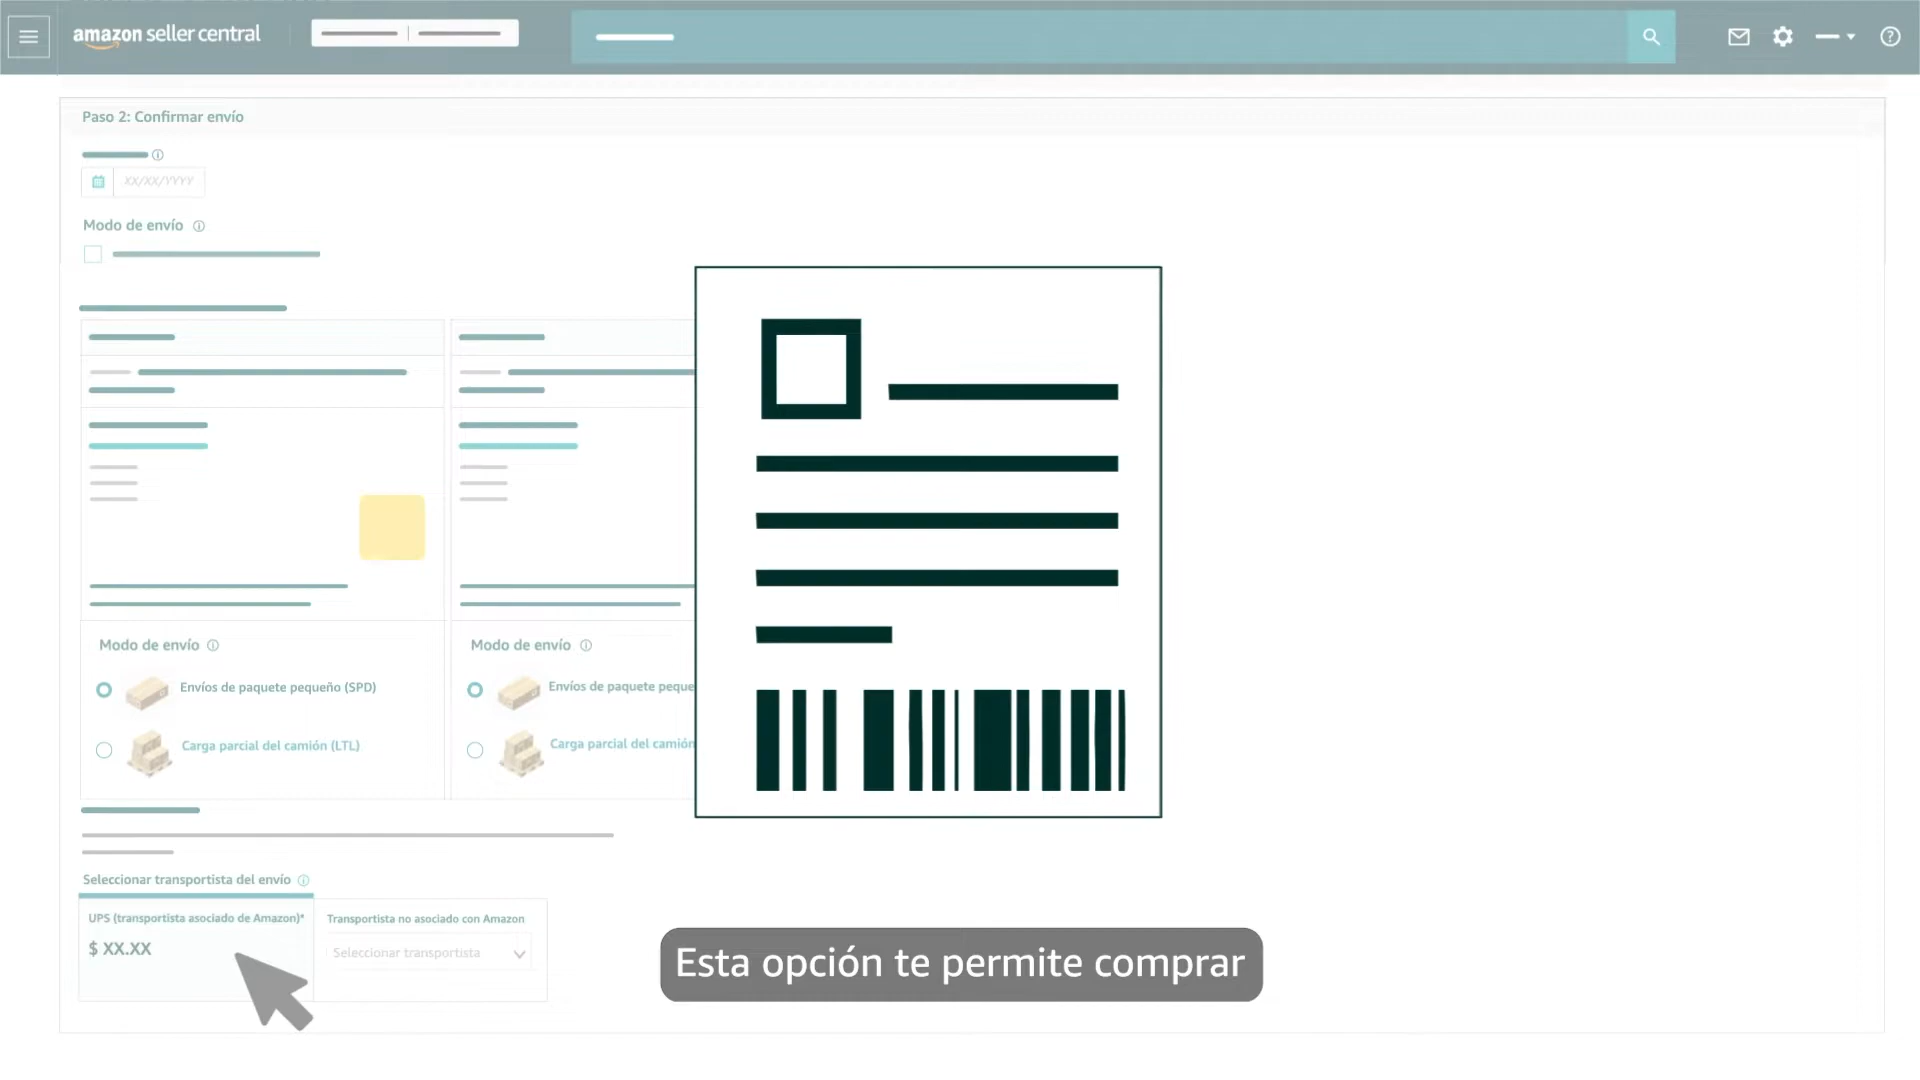 amazon seller central
Paso 2: Confirmar envío
XX/XX/YYYY
Modo de envío
Modo de envío
Envíos de paquete pequeño (SPD)
Carga parcial del camión (LTL)
Modo de envío
Envíos de paquete peque
Carga parcial del camión
Seleccionar transportista del envío
UPS (transportista asociado de Amazon)*
$ XX.XX
Transportista no asociado con Amazon
Seleccionar transportista
Esta opción te permite comprar